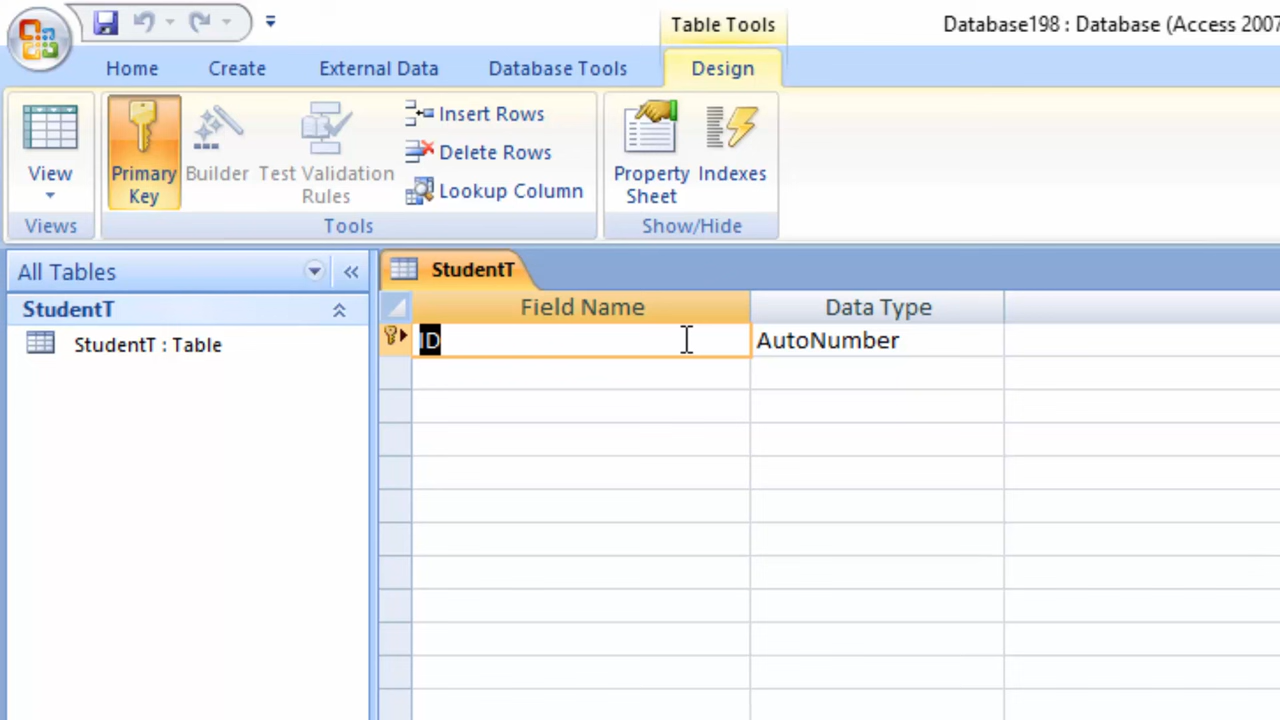 Table Tools
Database198 : Database (Access 2007
Home Create External Data Database Tools Design
View
Primary Key
Builder
Test Validation Rules
Insert Rows
Delete Rows
Lookup Column
Property Sheet
Indexes
Views Tools Show/Hide
All Tables
StudentT
StudentT : Table
StudentT
Field Name Data Type
ID AutoNumber